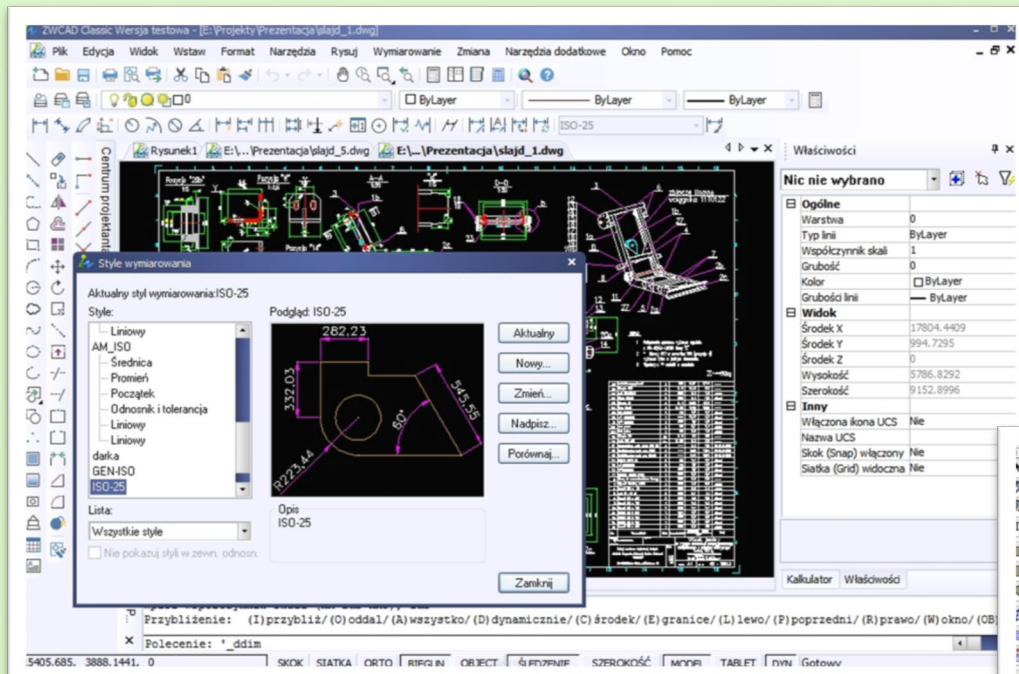 ZWCAD Classic Wersja testowa - [E:\Projekty\Prezentacja\slajd_1.dwg]
Plik Edycja Widok Wstaw Format Narzędzia Rysuj Wymiarowanie Zmiana Narzędzia dodatkowe Okno Pomoc
0 ByLayer ByLayer ByLayer
ISO-25
Centrum projektanta
Rysunek1 E:\...\Prezentacja\slajd_5.dwg E:\...\Prezentacja\slajd_1.dwg
Style wymiarowania
Aktualny styl wymiarowania:ISO-25
Style:
Liniowy
AM_ISO
Średnica
Promień
Początek
Odnosnik i tolerancja
Liniowy
Liniowy
darka
GEN-ISO
ISO-25
Lista:
Wszystkie style
Nie pokazuj styli w zewn. odnosn.
Podgląd: ISO-25
282,23
332,03
545,55
60°
R223,44
Opis
ISO-25
Aktualny
Nowy...
Zmień...
Nadpisz...
Porównaj...
Zamknij
Właściwości
Nic nie wybrano
Ogólne
Warstwa 0
Typ linii ByLayer
Współczynnik skali 1
Grubość 0
Kolor ByLayer
Grubości linii ByLayer
Widok
Środek X 17804.4409
Środek Y 994.7295
Środek Z 0
Wysokość 5786.8292
Szerokość 9152.8996
Inny
Włączona ikona UCS Nie
Nazwa UCS
Skok (Snap) włączony Nie
Siatka (Grid) widoczna Nie
Kalkulator Właściwości
Przybliżenie: (I)przybliż/(O)oddal/(A)wszystko/(D)dynamicznie/(C)środek/(E)granice/(L)lewo/(P)poprzedni/(R)prawo/(W)okno/(OB
Polecenie: '_ddim
5405.685, 3888.1441, 0 SKOK SIATKA ORTO BIEGUN OBJECT ŚLEDZENIE SZEROKOŚĆ MODEL TABLET DYN Gotowy